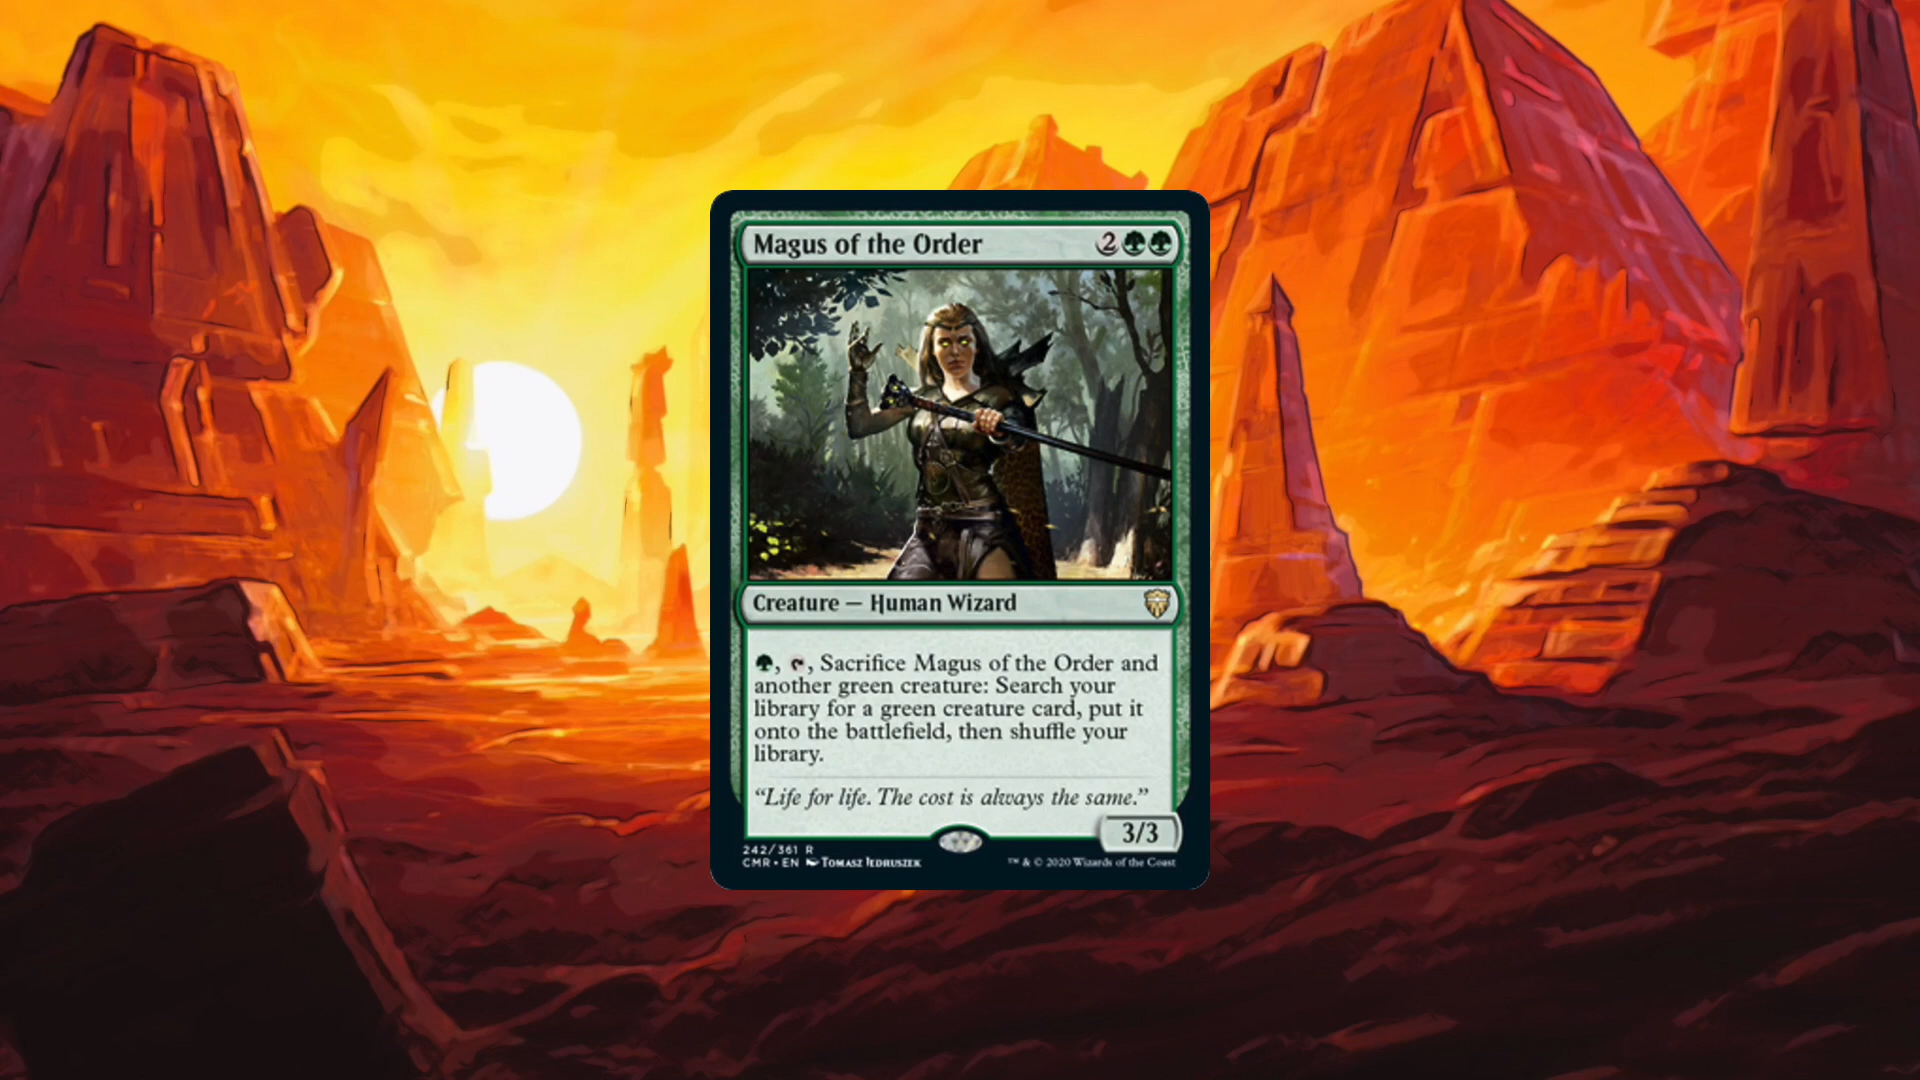 Magus of the Order 2
Creature — Human Wizard
, , Sacrifice Magus of the Order and
another green creature: Search your
library for a green creature card, put it
onto the battlefield, then shuffle your
library.
“Life for life. The cost is always the same.”
3/3
242/361 R
CMR • EN Tomasz Jedruszek
™ & © 2020 Wizards of the Coast